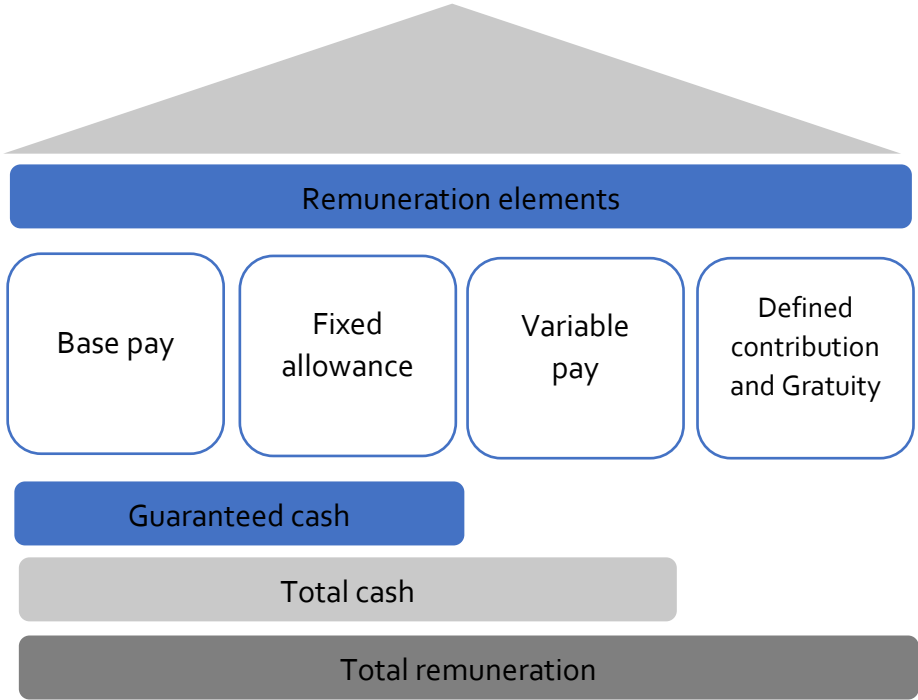 Remuneration elements
Base pay
Fixed
allowance
Variable
pay
Defined
contribution
and Gratuity
Guaranteed cash
Total cash
Total remuneration